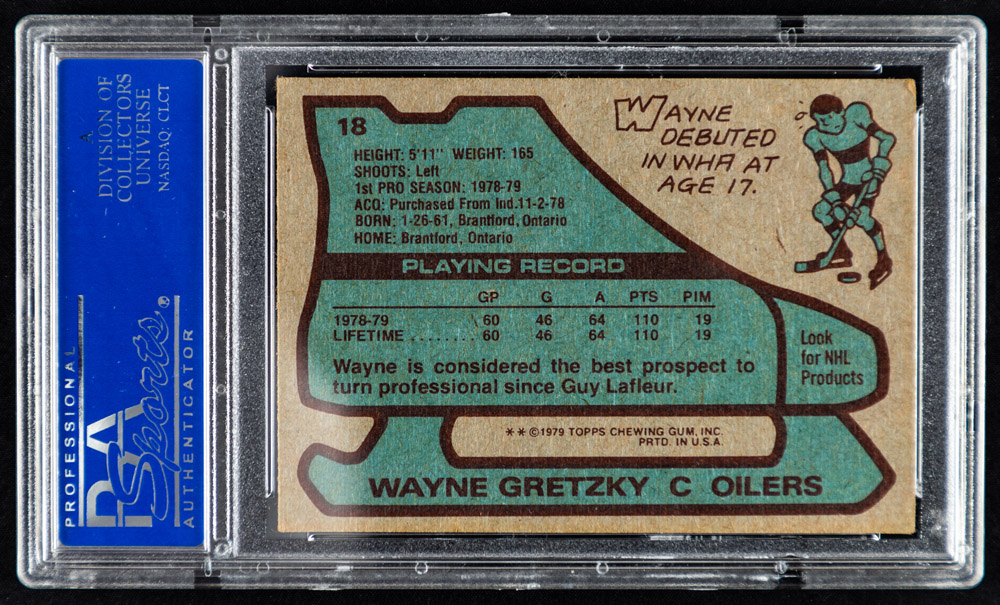 A
DIVISION OF
COLLECTORS
UNIVERSE
NASDAQ: CLCT
PROFESSIONAL
PSA
Sports®
AUTHENTICATOR
18
HEIGHT: 5'11" WEIGHT: 165
SHOOTS: Left
1st PRO SEASON: 1978-79
ACQ: Purchased From Ind.11-2-78
BORN: 1-26-61, Brantford, Ontario
HOME: Brantford, Ontario
WAYNE
DEBUTED
IN WHA AT
AGE 17.
PLAYING RECORD
GP G A PTS PIM
1978-79 60 46 64 110 19
LIFETIME ........ 60 46 64 110 19
Wayne is considered the best prospect to
turn professional since Guy Lafleur.
Look
for NHL
Products
**©1979 TOPPS CHEWING GUM, INC.
PRTD. IN U.S.A.
WAYNE GRETZKY C OILERS